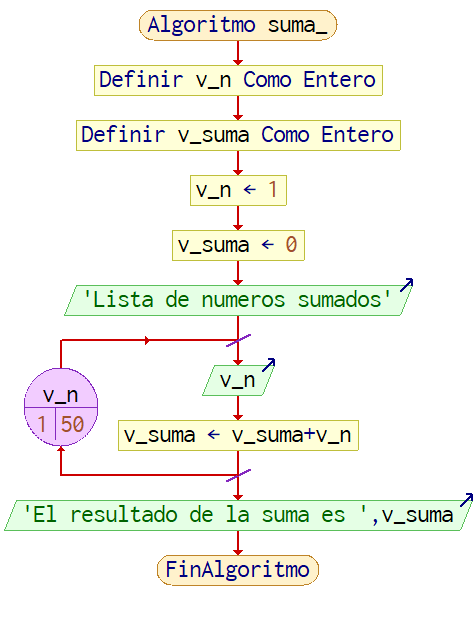 Algoritmo suma_
Definir v_n Como Entero
Definir v_suma Como Entero
v_n ← 1
v_suma ← 0
'Lista de numeros sumados'
v_n
v_n
1 50
v_suma ← v_suma+v_n
'El resultado de la suma es ',v_suma
FinAlgoritmo